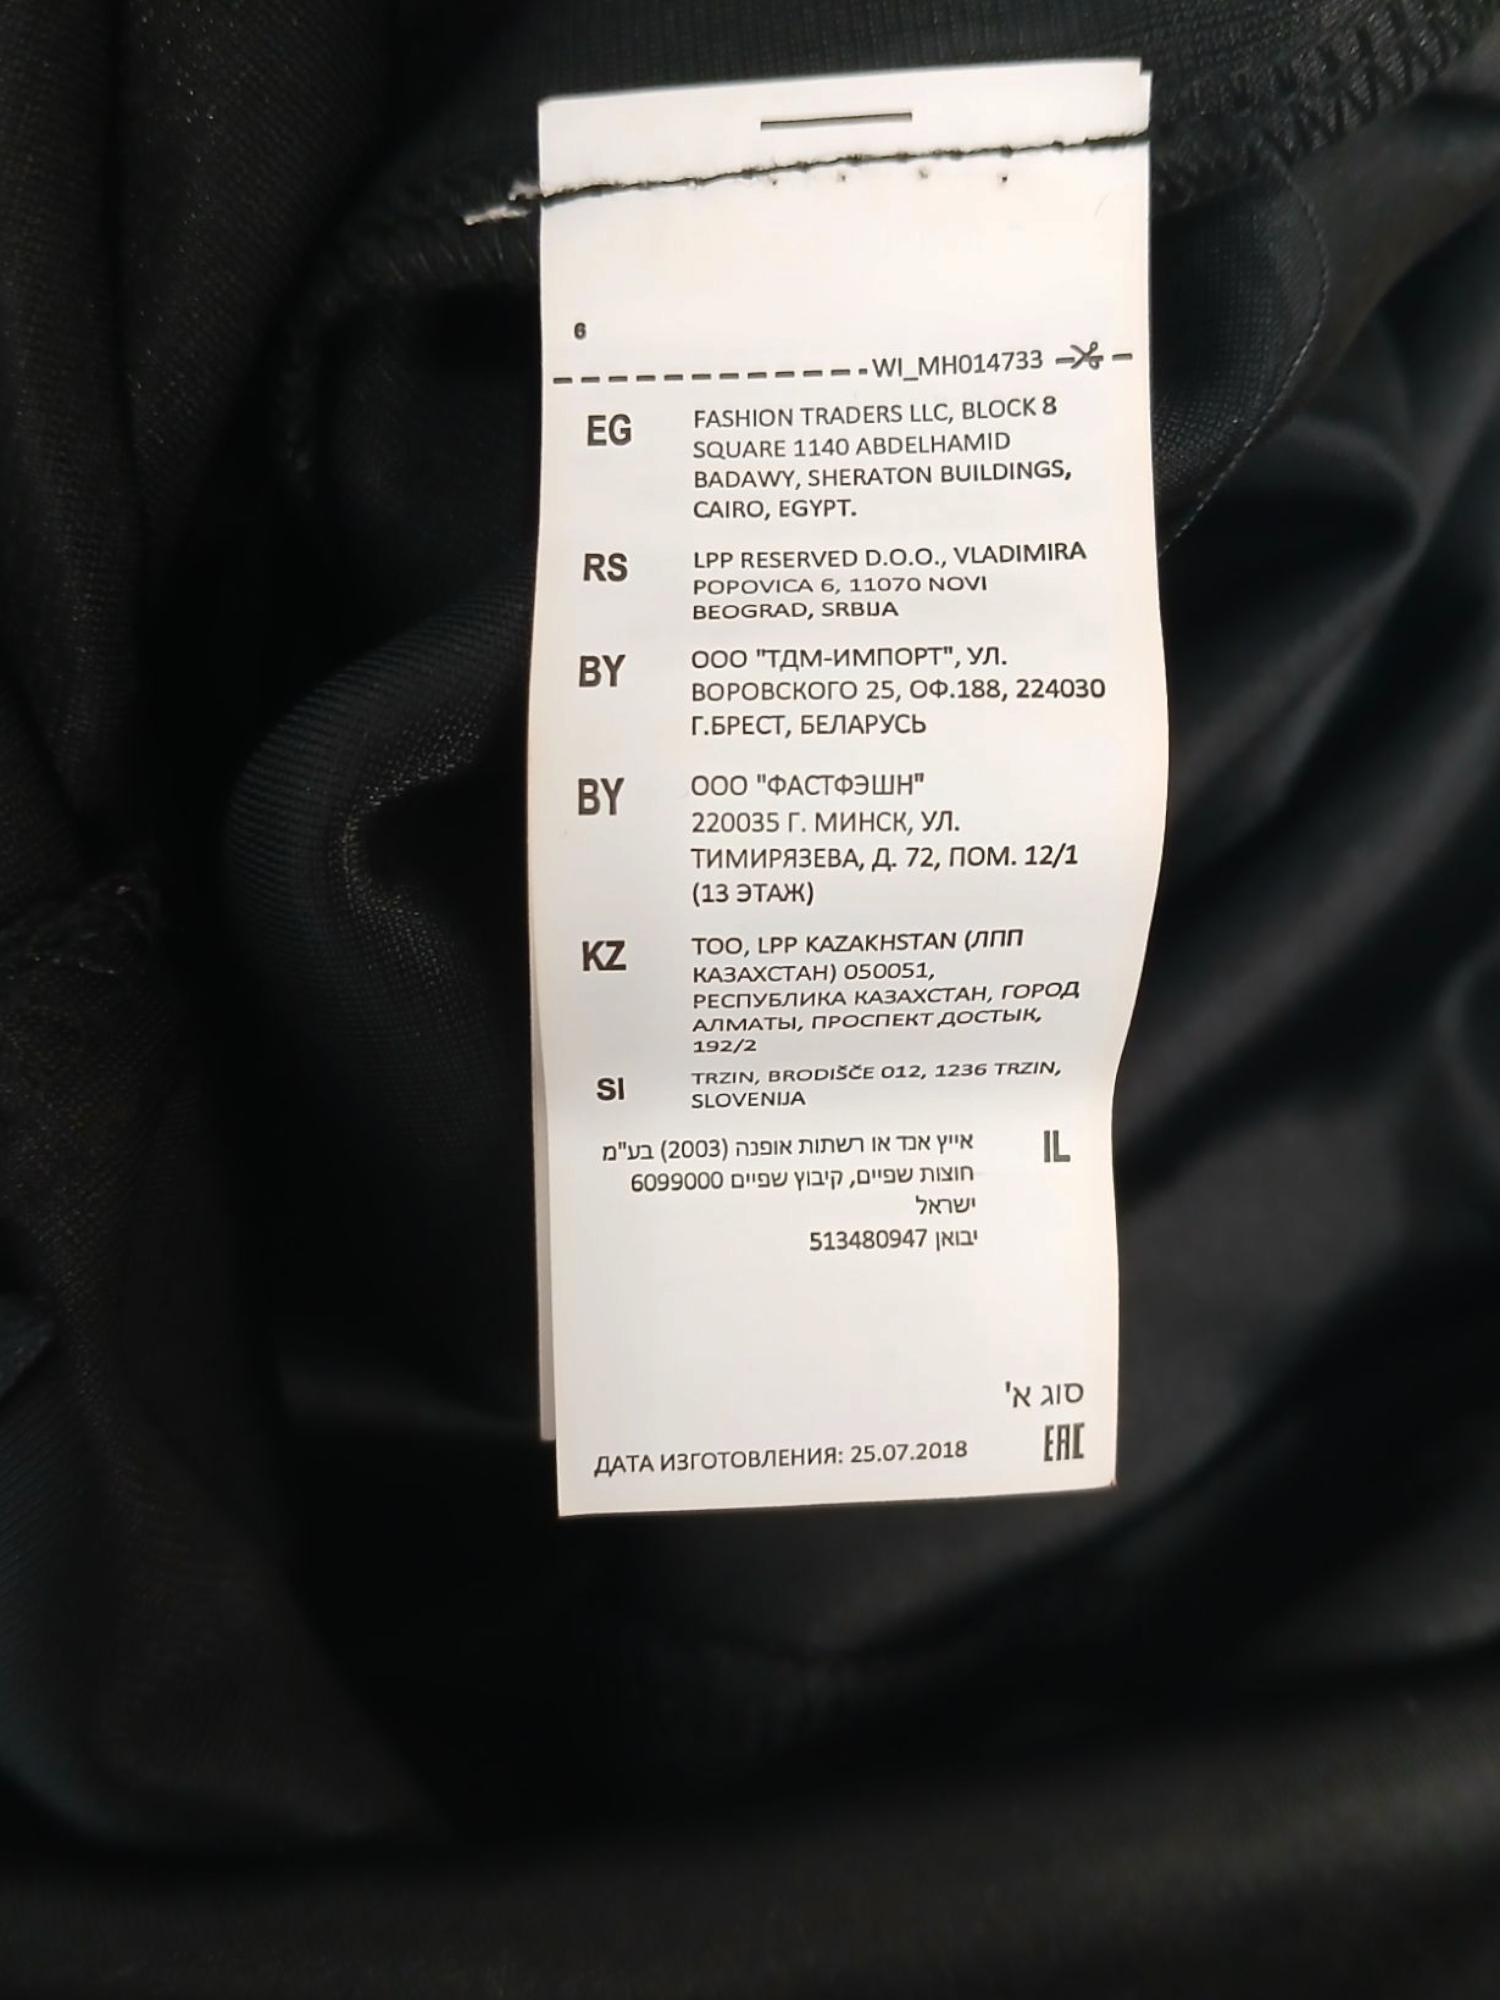 6
WI_MH014733
EG
FASHION TRADERS LLC, BLOCK 8
SQUARE 1140 ABDELHAMID
BADAWY, SHERATON BUILDINGS,
CAIRO, EGYPT.
RS
LPP RESERVED D.O.O., VLADIMIRA
POPOVICA 6, 11070 NOVI
BEOGRAD, SRBIJA
BY
ООО "ТДМ-ИМПОРТ", УЛ.
ВОРОВСКОГО 25, ОФ.188, 224030
Г.БРЕСТ, БЕЛАРУСЬ
BY
ООО "ФАСТФЭШН"
220035 Г. МИНСК, УЛ.
ТИМИРЯЗЕВА, Д. 72, ПОМ. 12/1
(13 ЭТАЖ)
KZ
ТОО, LPP KAZAKHSTAN (ЛПП
КАЗАХСТАН) 050051,
РЕСПУБЛИКА КАЗАХСТАН, ГОРОД
АЛМАТЫ, ПРОСПЕКТ ДОСТЫК,
192/2
SI
TRZIN, BRODIŠČE 012, 1236 TRZIN,
SLOVENIJA
IL
אייץ אנד או רשתות אופנה (2003) בע"מ
חוצות שפיים, קיבוץ שפיים 6099000
ישראל
יבואן 513480947
סוג א'
ДАТА ИЗГОТОВЛЕНИЯ: 25.07.2018
EAC